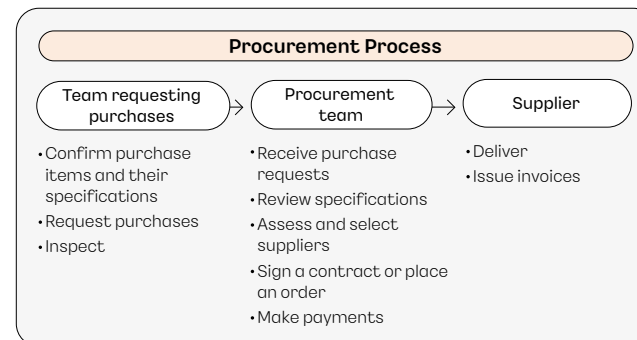 Procurement Process
Team requesting
purchases
Procurement
team
Supplier
• Confirm purchase
items and their
specifications
• Request purchases
• Inspect
• Receive purchase
requests
• Review specifications
• Assess and select
suppliers
• Sign a contract or place
an order
• Make payments
• Deliver
• Issue invoices